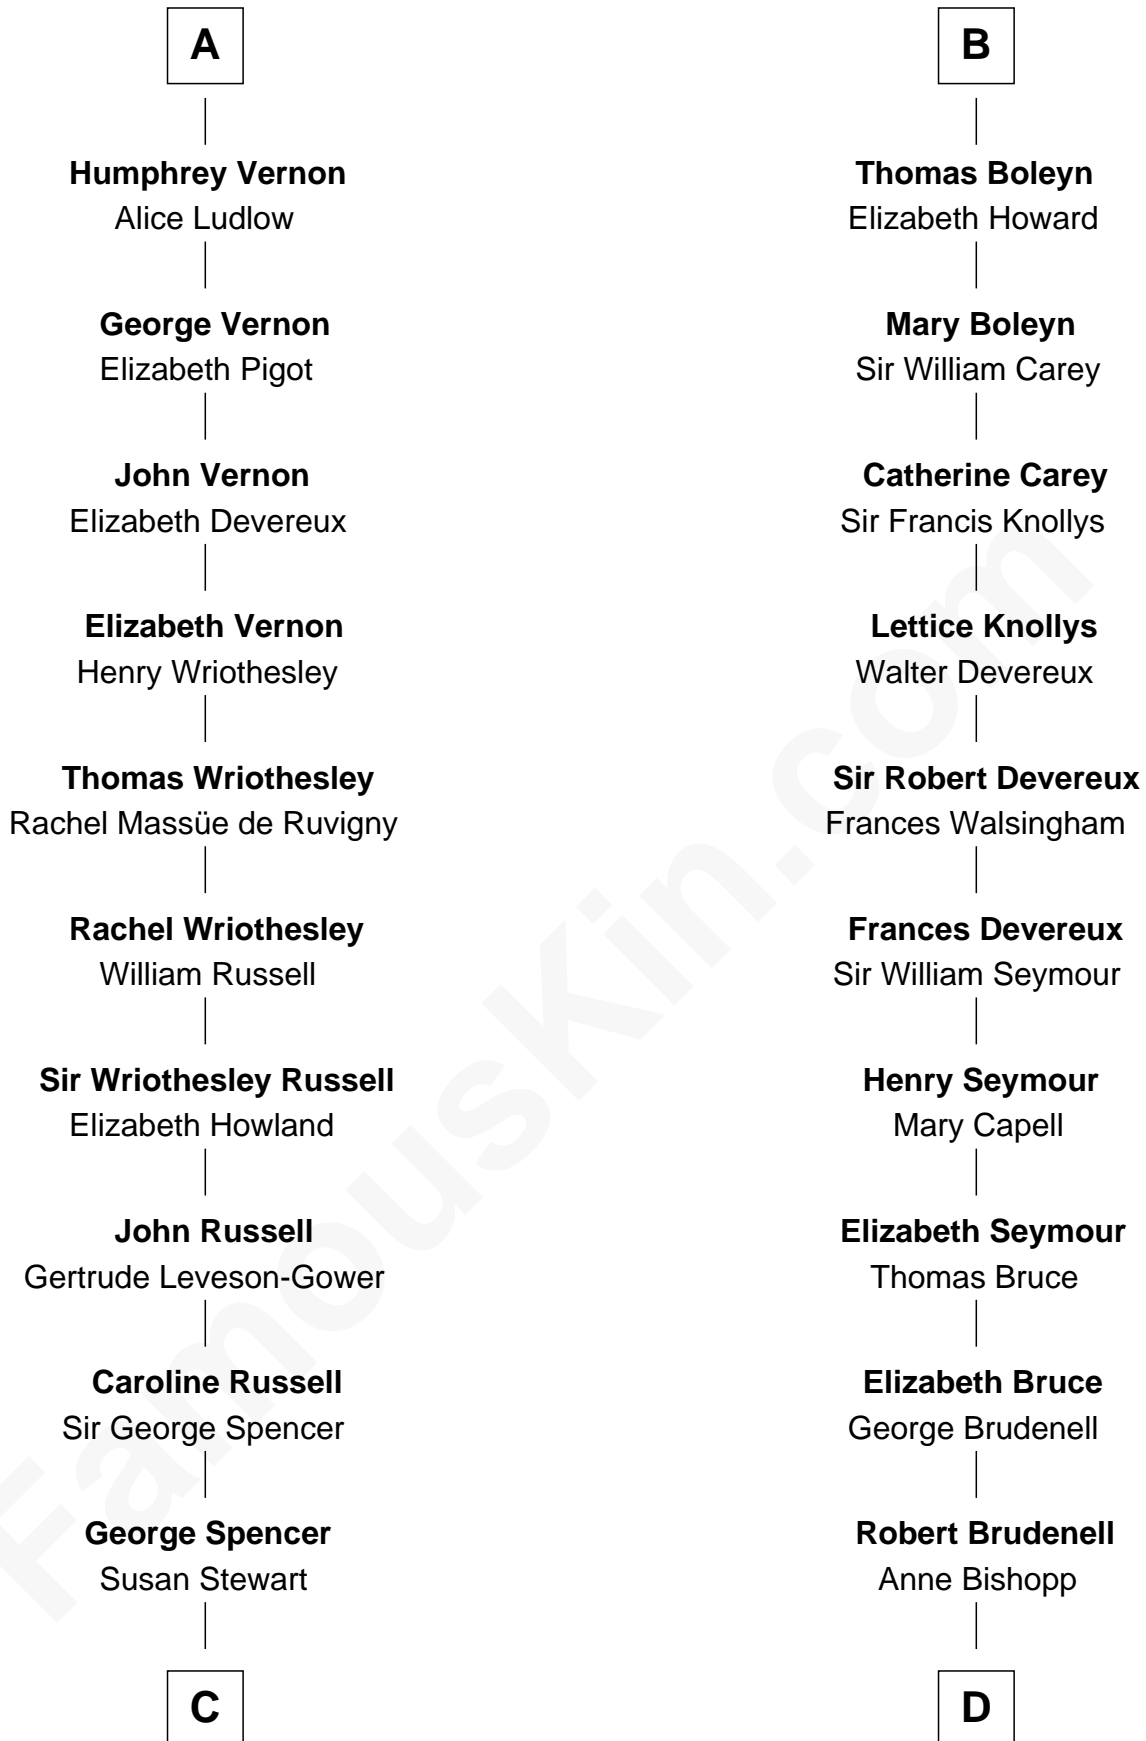 A
Humphrey Vernon
Alice Ludlow
George Vernon
Elizabeth Pigot
John Vernon
Elizabeth Devereux
Elizabeth Vernon
Henry Wriothesley
Thomas Wriothesley
Rachel Massüe de Ruvigny
Rachel Wriothesley
William Russell
Sir Wriothesley Russell
Elizabeth Howland
John Russell
Gertrude Leveson-Gower
Caroline Russell
Sir George Spencer
George Spencer
Susan Stewart
C
B
Thomas Boleyn
Elizabeth Howard
Mary Boleyn
Sir William Carey
Catherine Carey
Sir Francis Knollys
Lettice Knollys
Walter Devereux
Sir Robert Devereux
Frances Walsingham
Frances Devereux
Sir William Seymour
Henry Seymour
Mary Capell
Elizabeth Seymour
Thomas Bruce
Elizabeth Bruce
George Brudenell
Robert Brudenell
Anne Bishopp
D
FamousKin.com